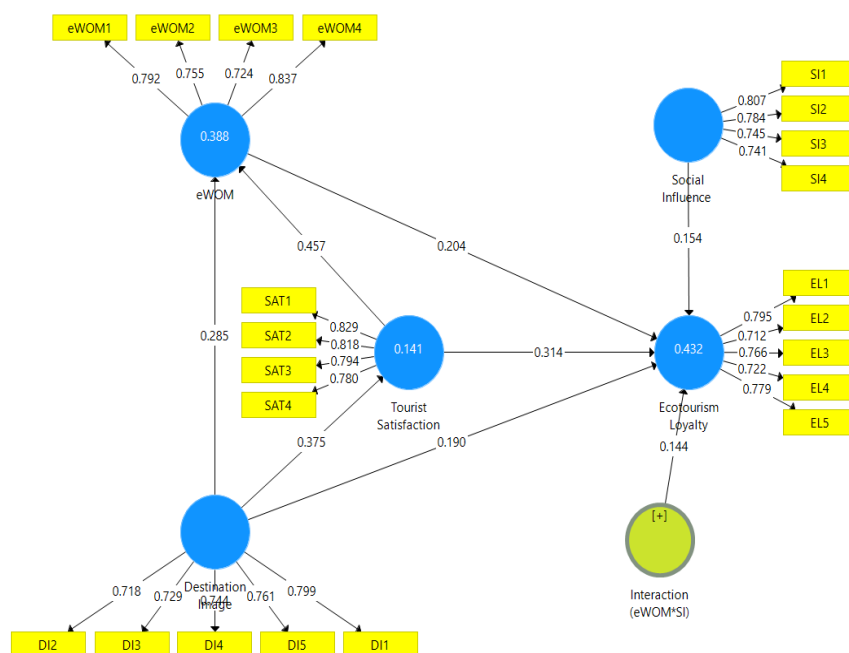 eWOM1 eWOM2 eWOM3 eWOM4
0.792 0.755 0.724 0.837
0.388
eWOM
SI1
SI2
SI3
SI4
0.807
0.784
0.745
0.741
Social
Influence
0.154
0.457
0.204
0.285
SAT1
SAT2
SAT3
SAT4
0.829
0.818
0.794
0.780
0.141
Tourist
Satisfaction
0.314
0.375
0.190
0.432
Ecotourism
Loyalty
EL1
EL2
EL3
EL4
EL5
0.795
0.712
0.766
0.722
0.779
0.144
[+]
Interaction
(eWOM*SI)
Destination
Image
0.718 0.729 0.744 0.761 0.799
DI2 DI3 DI4 DI5 DI1